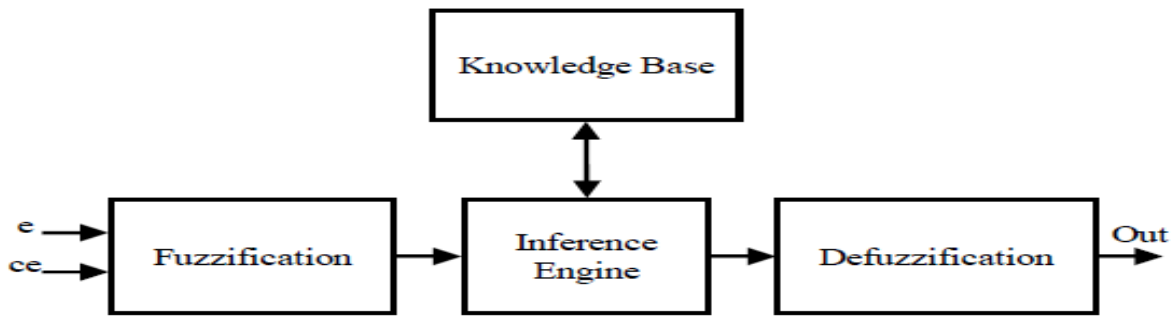 Knowledge Base
e
ce
Fuzzification
Inference
Engine
Defuzzification
Out